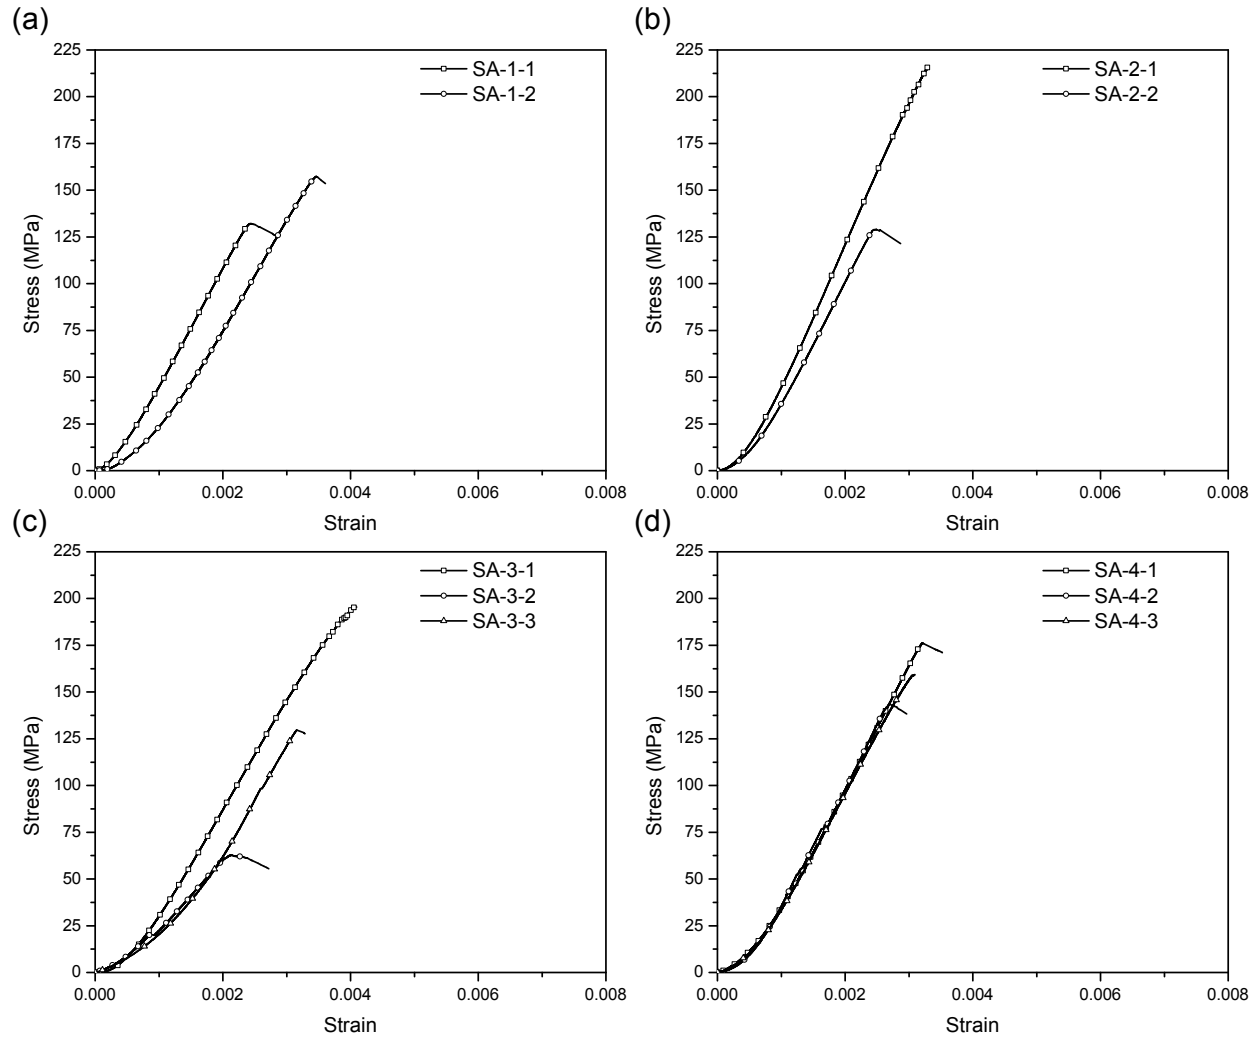 (a)
225
200
175
150
125
100
75
50
25
0
Stress (MPa)
SA-1-1
SA-1-2
0.000
0.002
0.004
0.006
0.008
Strain
(b)
225
200
175
150
125
100
75
50
25
0
Stress (MPa)
SA-2-1
SA-2-2
0.000
0.002
0.004
0.006
0.008
Strain
(c)
225
200
175
150
125
100
75
50
25
0
Stress (MPa)
SA-3-1
SA-3-2
SA-3-3
0.000
0.002
0.004
0.006
0.008
Strain
(d)
225
200
175
150
125
100
75
50
25
0
Stress (MPa)
SA-4-1
SA-4-2
SA-4-3
0.000
0.002
0.004
0.006
0.008
Strain